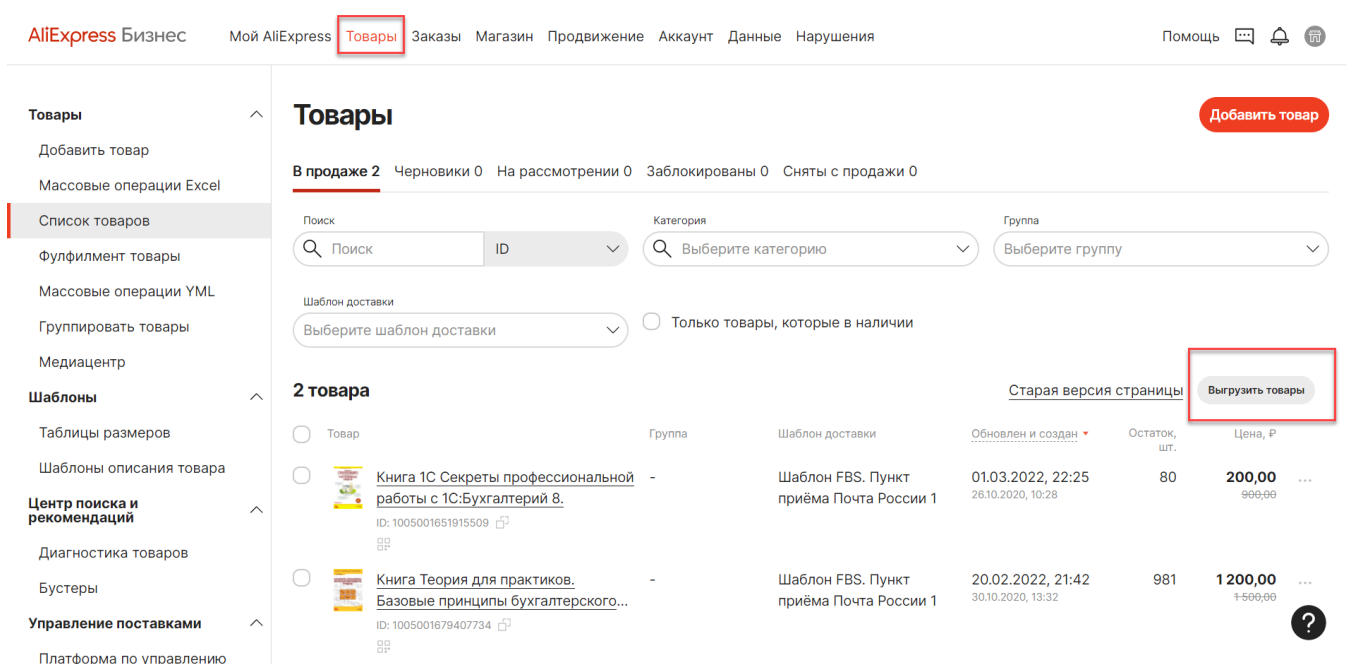 AliExpress Бизнес
Мой AliExpress Товары Заказы Магазин Продвижение Аккаунт Данные Нарушения
Помощь
Товары
Добавить товар
Массовые операции Excel
Список товаров
Фулфилмент товары
Массовые операции YML
Группировать товары
Медиацентр
Шаблоны
Таблицы размеров
Шаблоны описания товара
Центр поиска и
рекомендаций
Диагностика товаров
Бустеры
Управление поставками
Платформа по управлению
Товары
Добавить товар
В продаже 2 Черновики 0 На рассмотрении 0 Заблокированы 0 Сняты с продажи 0
Поиск
Поиск
ID
Категория
Выберите категорию
Группа
Выберите группу
Шаблон доставки
Выберите шаблон доставки
Только товары, которые в наличии
2 товара
Старая версия страницы
Выгрузить товары
Товар
Группа
Шаблон доставки
Обновлен и создан
Остаток,
шт.
Цена, ₽
Книга 1С Секреты профессиональной
работы с 1С:Бухгалтерий 8.
ID: 1005001651915509
-
Шаблон FBS. Пункт
приёма Почта России 1
01.03.2022, 22:25
26.10.2020, 10:28
80
200,00
900,00
...
Книга Теория для практиков.
Базовые принципы бухгалтерского...
ID: 1005001679407734
-
Шаблон FBS. Пункт
приёма Почта России 1
20.02.2022, 21:42
30.10.2020, 13:32
981
1 200,00
1 500,00
...
?